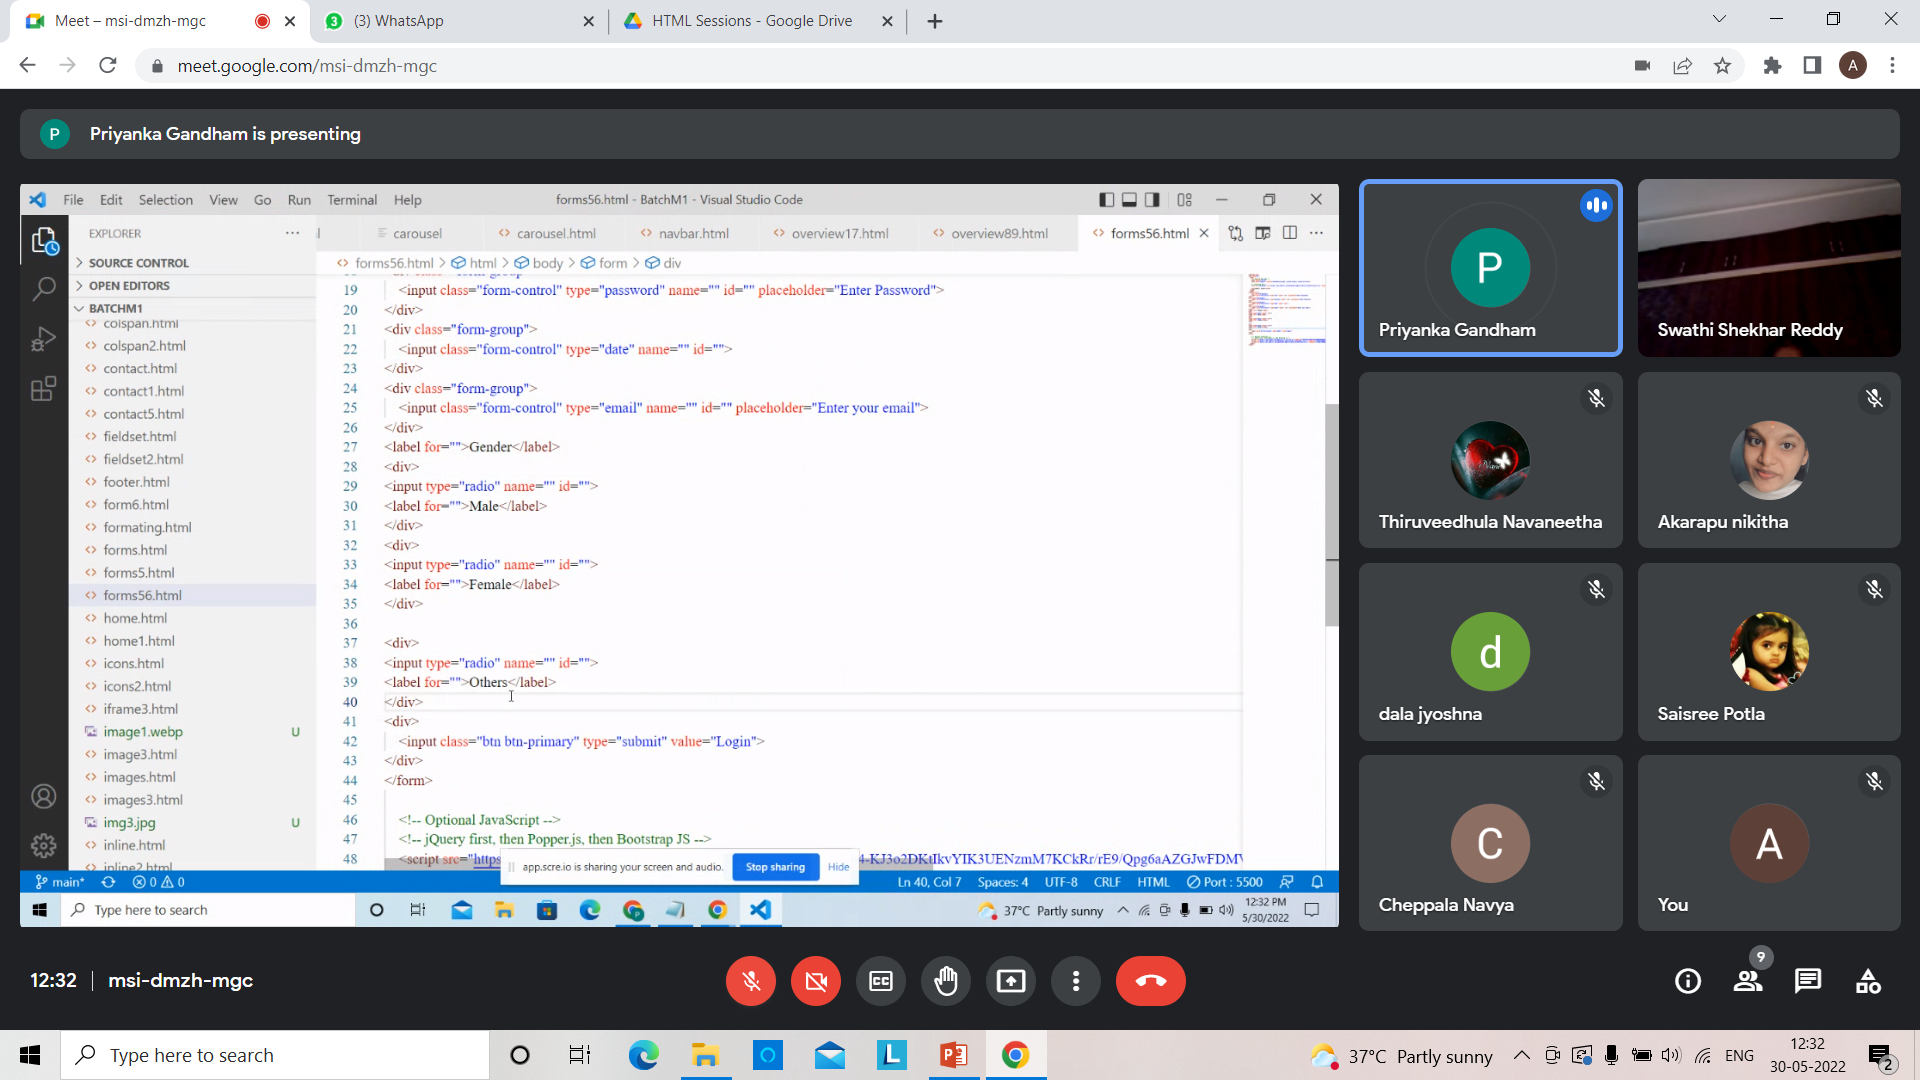 Meet – msi-dmzh-mgc
(3) WhatsApp
HTML Sessions - Google Drive
meet.google.com/msi-dmzh-mgc
A
P Priyanka Gandham is presenting
File Edit Selection View Go Run Terminal Help
forms56.html - BatchM1 - Visual Studio Code
EXPLORER
carousel
carousel.html
navbar.html
overview17.html
overview89.html
forms56.html
SOURCE CONTROL
OPEN EDITORS
BATCHM1
colspan.html
colspan2.html
contact.html
contact1.html
contact5.html
fieldset.html
fieldset2.html
footer.html
form6.html
formating.html
forms.html
forms5.html
forms56.html
home.html
home1.html
icons.html
icons2.html
iframe3.html
image1.webp U
image3.html
images.html
images3.html
img3.jpg U
inline.html
inline2.html
forms56.html > html > body > form > div
19 <input class="form-control" type="password" name="" id="" placeholder="Enter Password">
20 </div>
21 <div class="form-group">
22 <input class="form-control" type="date" name="" id="">
23 </div>
24 <div class="form-group">
25 <input class="form-control" type="email" name="" id="" placeholder="Enter your email">
26 </div>
27 <label for="">Gender</label>
28 <div>
29 <input type="radio" name="" id="">
30 <label for="">Male</label>
31 </div>
32 <div>
33 <input type="radio" name="" id="">
34 <label for="">Female</label>
35 </div>
36
37 <div>
38 <input type="radio" name="" id="">
39 <label for="">Others</label>
40 </div>
41 <div>
42 <input class="btn btn-primary" type="submit" value="Login">
43 </div>
44 </form>
45
46 <!-- Optional JavaScript -->
47 <!-- jQuery first, then Popper.js, then Bootstrap JS -->
48 <script src="https
app.scre.io is sharing your screen and audio. Stop sharing Hide
main* 0 0
Ln 40, Col 7 Spaces: 4 UTF-8 CRLF HTML Port : 5500
Type here to search
37°C Partly sunny
12:32 PM
5/30/2022
P
Priyanka Gandham
Swathi Shekhar Reddy
Thiruveedhula Navaneetha
Akarapu nikitha
d
dala jyoshna
Saisree Potla
C
Cheppala Navya
A
You
12:32 | msi-dmzh-mgc
CC
9
Type here to search
L
37°C Partly sunny
ENG
12:32
30-05-2022
2